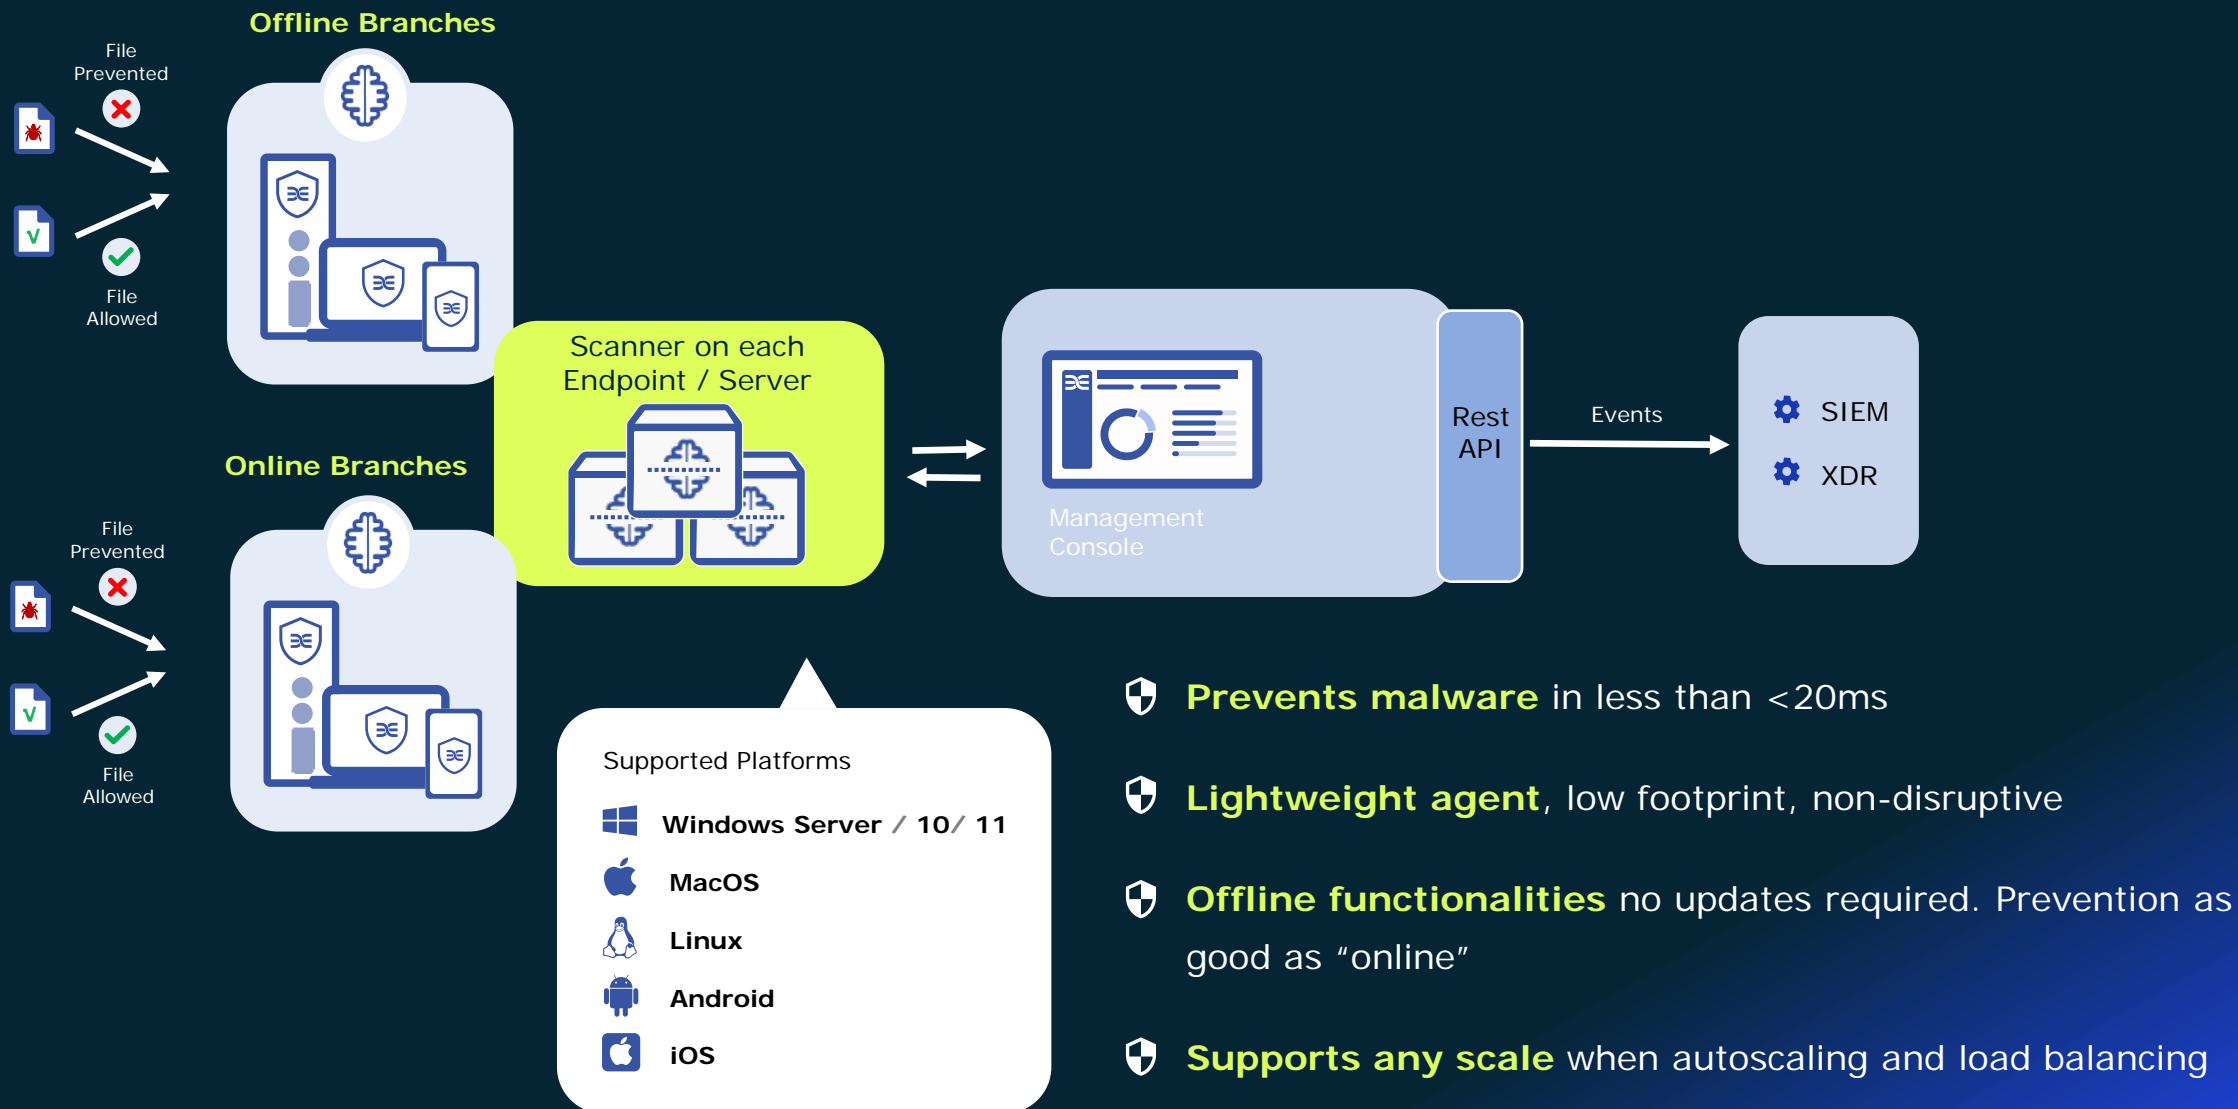 Offline Branches
File
Prevented
File
Allowed
Scanner on each
Endpoint / Server
Online Branches
File
Prevented
File
Allowed
Management
Console
Rest
API
Events
SIEM
XDR
Supported Platforms
Windows Server / 10/ 11
MacOS
Linux
Android
iOS
Prevents malware in less than <20ms
Lightweight agent, low footprint, non-disruptive
Offline functionalities no updates required. Prevention as
good as “online”
Supports any scale when autoscaling and load balancing